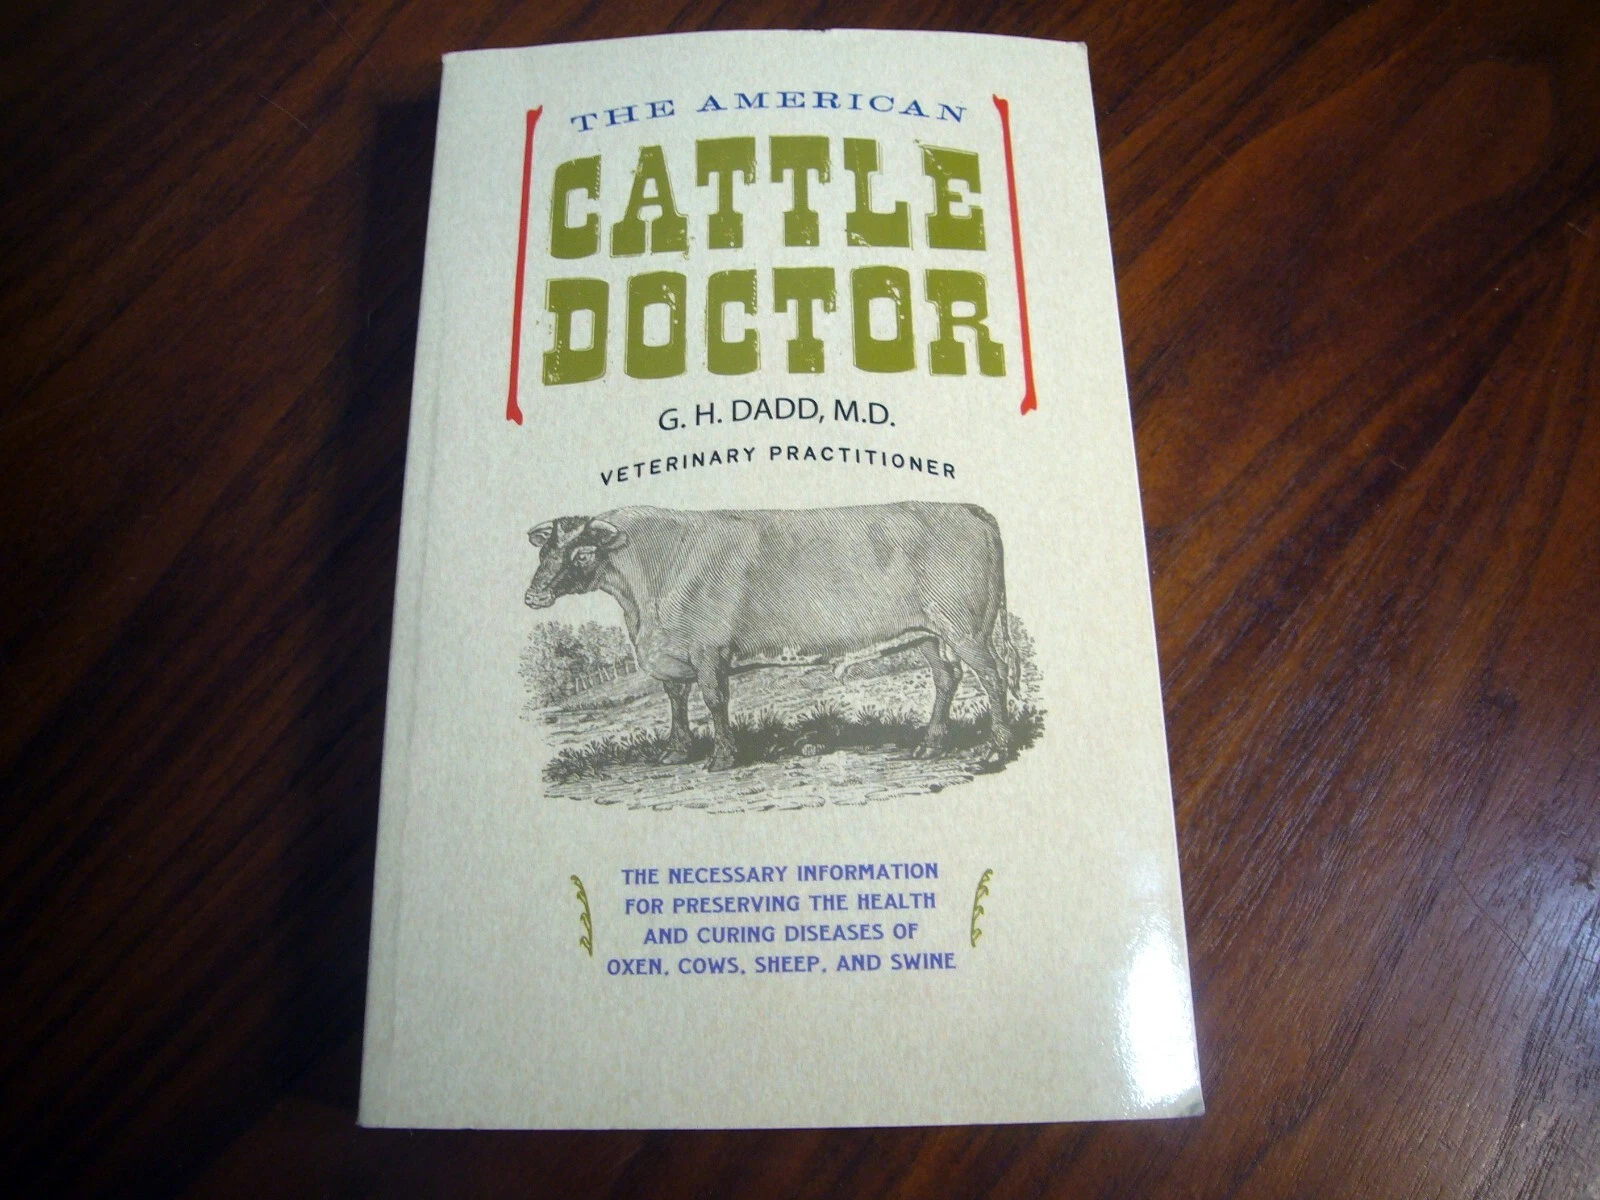 THE AMERICAN
CATTLE
DOCTOR
G. H. DADD, M.D.
VETERINARY PRACTITIONER
THE NECESSARY INFORMATION
FOR PRESERVING THE HEALTH
AND CURING DISEASES OF
OXEN, COWS, SHEEP, AND SWINE